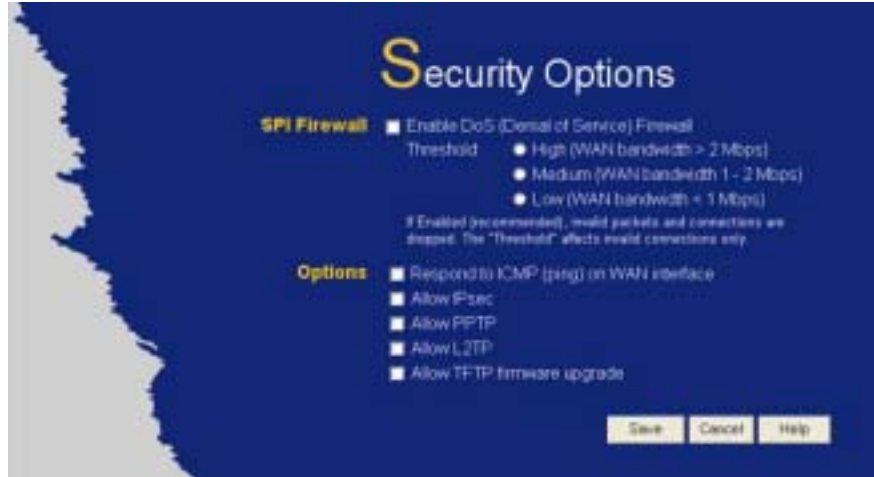 Security Options
SPI Firewall Enable DoS (Denial of Service) Firewall
Threshold High (WAN bandwidth > 2 Mbps)
Medium (WAN bandwidth 1 - 2 Mbps)
Low (WAN bandwidth < 1 Mbps)
If Enabled (recommended), invalid packets and connections are
dropped. The "Threshold" affects invalid connections only.
Options Respond to ICMP (ping) on WAN interface
Allow IPsec
Allow PPTP
Allow L2TP
Allow TFTP firmware upgrade
Save Cancel Help